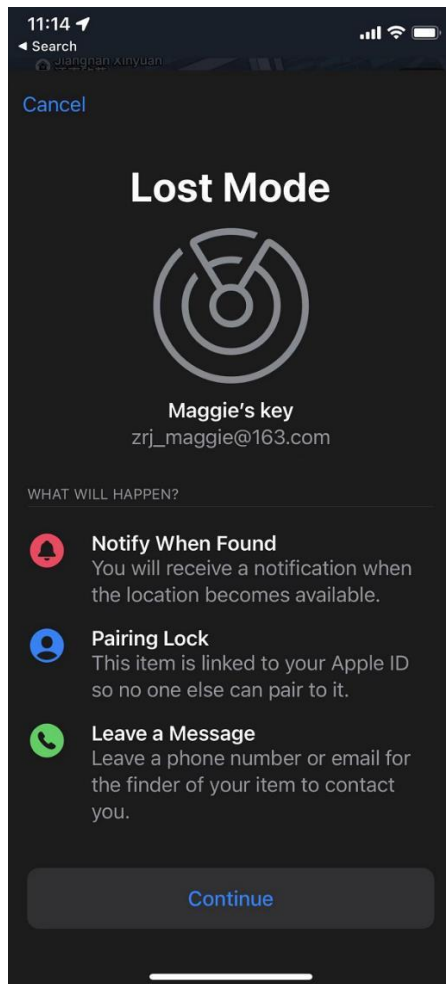 11:14
◀ Search
Jiangnan Xinyuan
Cancel
Lost Mode
Maggie's key
zrj_maggie@163.com
WHAT WILL HAPPEN?
Notify When Found
You will receive a notification when
the location becomes available.
Pairing Lock
This item is linked to your Apple ID
so no one else can pair to it.
Leave a Message
Leave a phone number or email for
the finder of your item to contact
you.
Continue